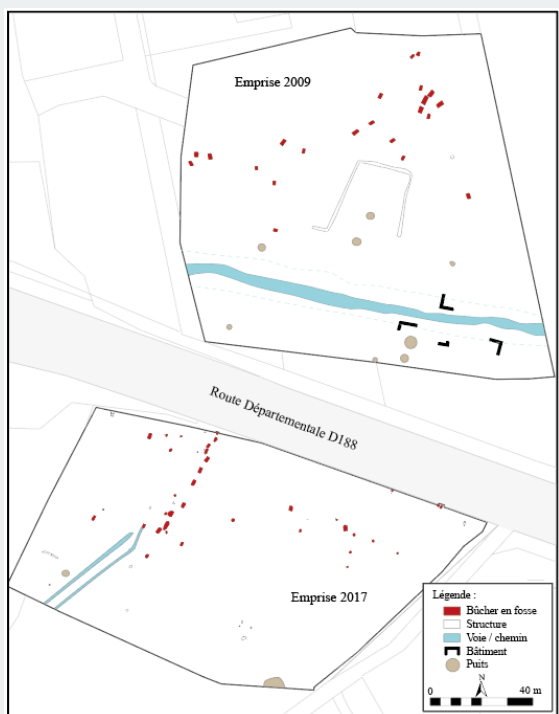 Emprise 2009
Route Départementale D188
Emprise 2017
Légende :
Bûcher en fosse
Structure
Voie / chemin
Bâtiment
Puits
N
0 40 m